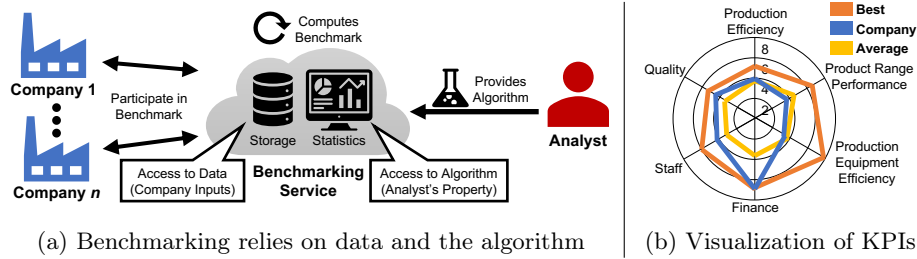 Computes
Benchmark
Company 1
Participate in
Benchmark
Company n
Storage
Statistics
Provides
Algorithm
Analyst
Access to Data
(Company Inputs)
Benchmarking
Service
Access to Algorithm
(Analyst's Property)
(a) Benchmarking relies on data and the algorithm
Best
Company
Average
Production
Efficiency
8
6
4
2
Quality
Product Range
Performance
Staff
Production
Equipment
Efficiency
Finance
(b) Visualization of KPIs